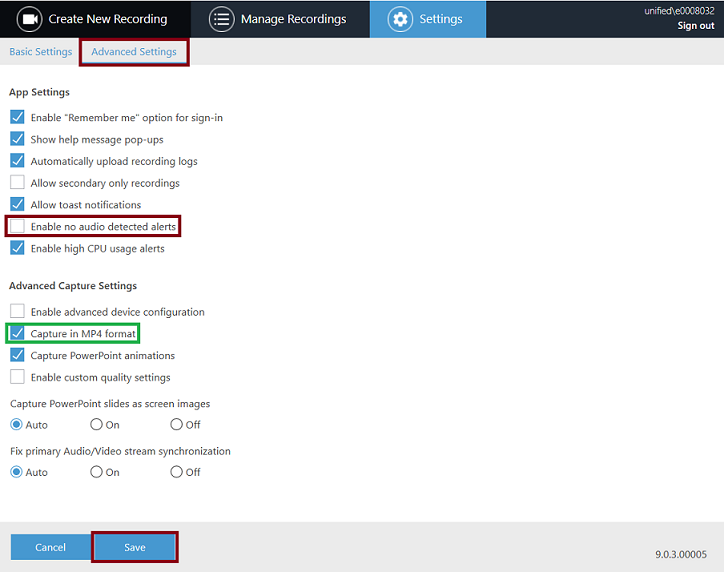 Create New Recording Manage Recordings Settings unified\e0008032
Sign out
Basic Settings Advanced Settings
App Settings
Enable "Remember me" option for sign-in
Show help message pop-ups
Automatically upload recording logs
Allow secondary only recordings
Allow toast notifications
Enable no audio detected alerts
Enable high CPU usage alerts
Advanced Capture Settings
Enable advanced device configuration
Capture in MP4 format
Capture PowerPoint animations
Enable custom quality settings
Capture PowerPoint slides as screen images
Auto On Off
Fix primary Audio/Video stream synchronization
Auto On Off
Cancel Save 9.0.3.00005